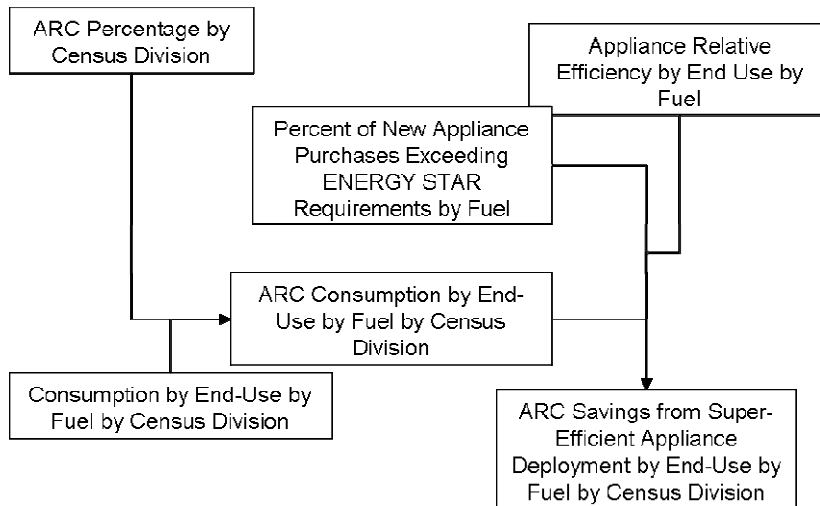 ARC Percentage by
Census Division
Appliance Relative
Efficiency by End Use by
Fuel
Percent of New Appliance
Purchases Exceeding
ENERGY STAR
Requirements by Fuel
ARC Consumption by End-
Use by Fuel by Census
Division
Consumption by End-Use by
Fuel by Census Division
ARC Savings from Super-
Efficient Appliance
Deployment by End-Use by
Fuel by Census Division